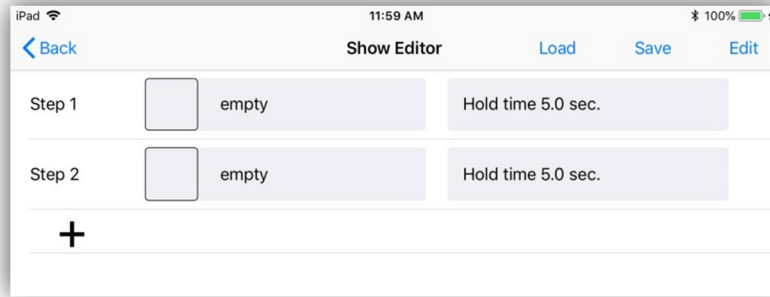 iPad 11:59 AM 100%
Back Show Editor Load Save Edit
Step 1 empty Hold time 5.0 sec.
Step 2 empty Hold time 5.0 sec.
+